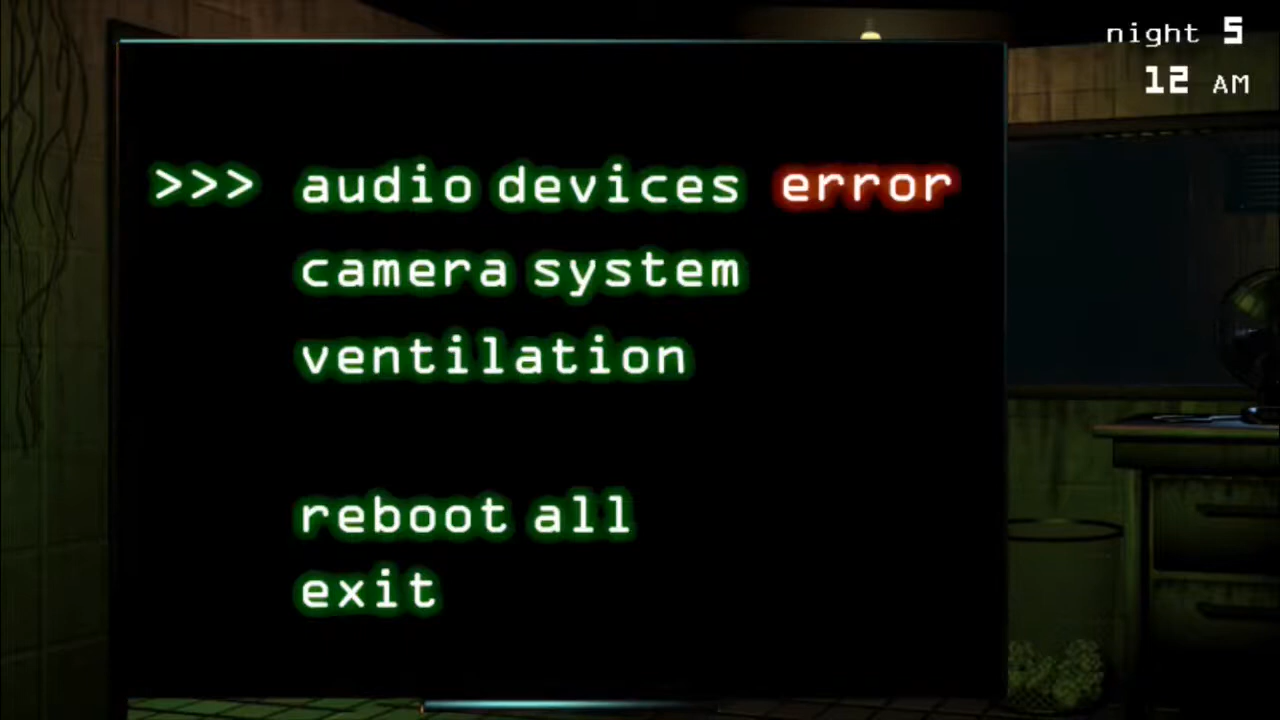 night 5
12 AM
>>> audio devices error
camera system
ventilation
reboot all
exit